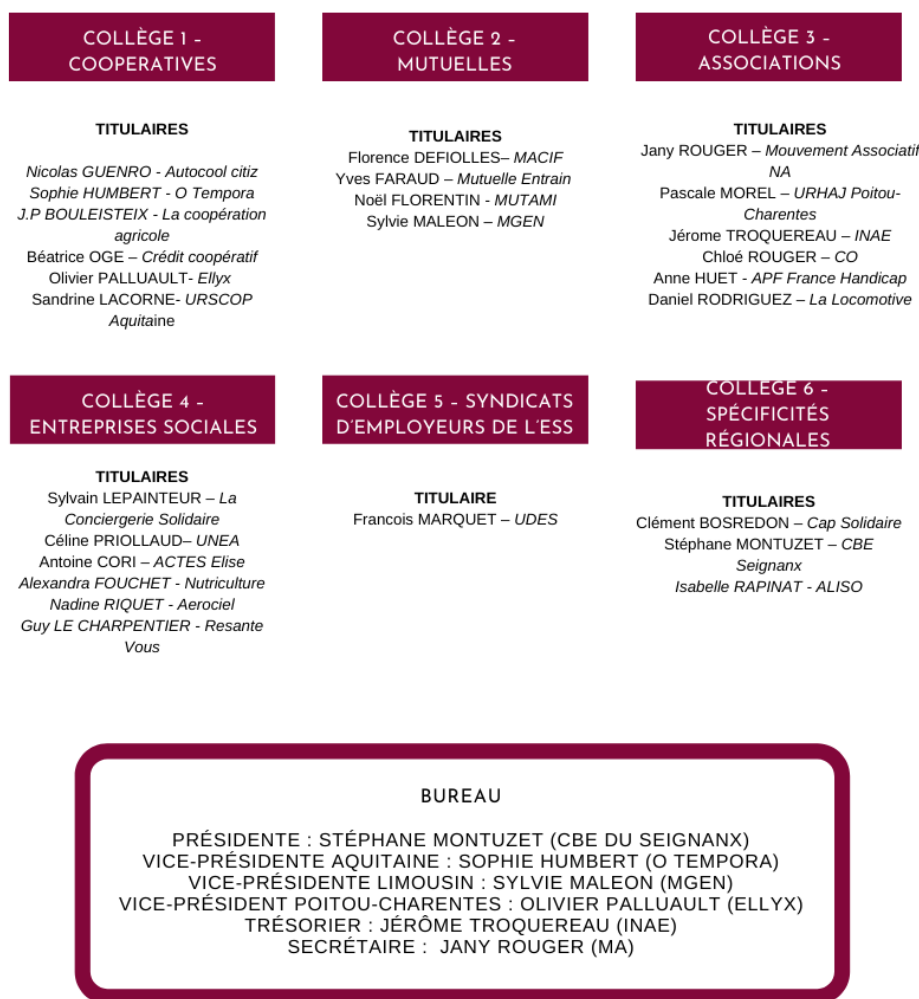 COLLÈGE 1 –
COOPERATIVES
TITULAIRES
Nicolas GUENRO - Autocool citiz
Sophie HUMBERT - O Tempora
J.P BOULEISTEIX - La coopération
agricole
Béatrice OGE – Crédit coopératif
Olivier PALLUAULT- Ellyx
Sandrine LACORNE- URSCOP
Aquitaine
COLLÈGE 2 –
MUTUELLES
TITULAIRES
Florence DEFIOLLES– MACIF
Yves FARAUD – Mutuelle Entrain
Noël FLORENTIN - MUTAMI
Sylvie MALEON – MGEN
COLLÈGE 3 –
ASSOCIATIONS
TITULAIRES
Jany ROUGER – Mouvement Associatif
NA
Pascale MOREL – URHAJ Poitou-
Charentes
Jérome TROQUEREAU – INAE
Chloé ROUGER – CO
Anne HUET - APF France Handicap
Daniel RODRIGUEZ – La Locomotive
COLLÈGE 4 –
ENTREPRISES SOCIALES
TITULAIRES
Sylvain LEPAINTEUR – La
Conciergerie Solidaire
Céline PRIOLLAUD– UNEA
Antoine CORI – ACTES Elise
Alexandra FOUCHET - Nutriculture
Nadine RIQUET - Aerociel
Guy LE CHARPENTIER - Resante
Vous
COLLÈGE 5 – SYNDICATS
D'EMPLOYEURS DE L'ESS
TITULAIRE
Francois MARQUET – UDES
COLLÈGE 6 –
SPÉCIFICITÉS
RÉGIONALES
TITULAIRES
Clément BOSREDON – Cap Solidaire
Stéphane MONTUZET – CBE
Seignanx
Isabelle RAPINAT - ALISO
BUREAU
PRÉSIDENTE : STÉPHANE MONTUZET (CBE DU SEIGNANX)
VICE-PRÉSIDENTE AQUITAINE : SOPHIE HUMBERT (O TEMPORA)
VICE-PRÉSIDENTE LIMOUSIN : SYLVIE MALEON (MGEN)
VICE-PRÉSIDENT POITOU-CHARENTES : OLIVIER PALLUAULT (ELLYX)
TRÉSORIER : JÉRÔME TROQUEREAU (INAE)
SECRÉTAIRE : JANY ROUGER (MA)